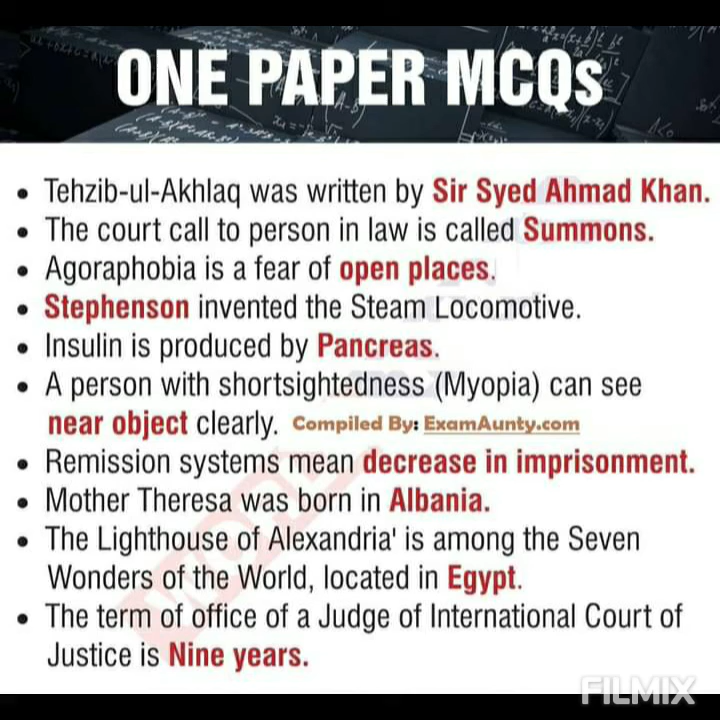 ONE PAPER MCQs
• Tehzib-ul-Akhlaq was written by Sir Syed Ahmad Khan.
• The court call to person in law is called Summons.
• Agoraphobia is a fear of open places.
• Stephenson invented the Steam Locomotive.
• Insulin is produced by Pancreas.
• A person with shortsightedness (Myopia) can see
near object clearly. Compiled By: ExamAunty.com
• Remission systems mean decrease in imprisonment.
• Mother Theresa was born in Albania.
• The Lighthouse of Alexandria' is among the Seven
Wonders of the World, located in Egypt.
• The term of office of a Judge of International Court of
Justice is Nine years.
FILMIX